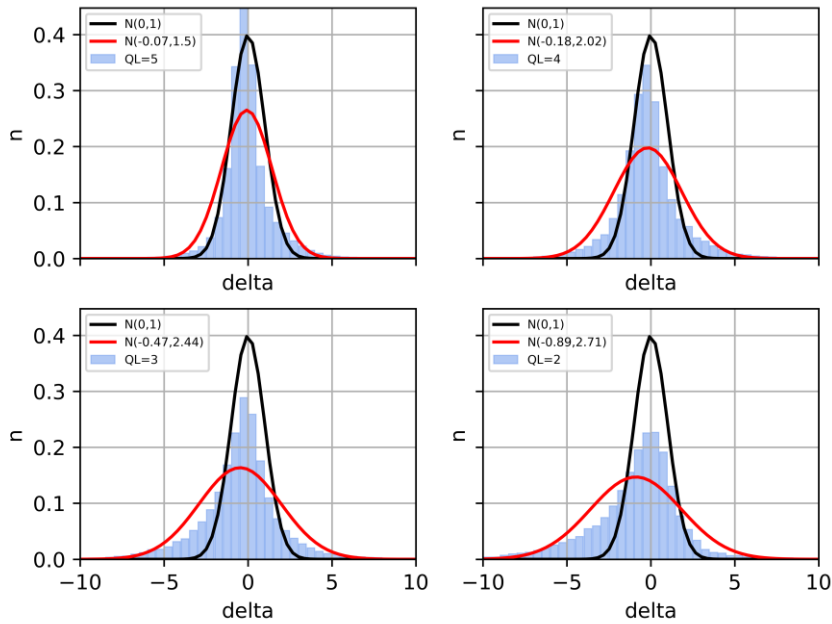 N(0,1)
N(-0.07,1.5)
QL=5
0.4
0.3
0.2
0.1
0.0
n
delta
N(0,1)
N(-0.18,2.02)
QL=4
n
delta
N(0,1)
N(-0.47,2.44)
QL=3
0.4
0.3
0.2
0.1
0.0
n
−10
−5
0
5
10
delta
N(0,1)
N(-0.89,2.71)
QL=2
n
−10
−5
0
5
10
delta